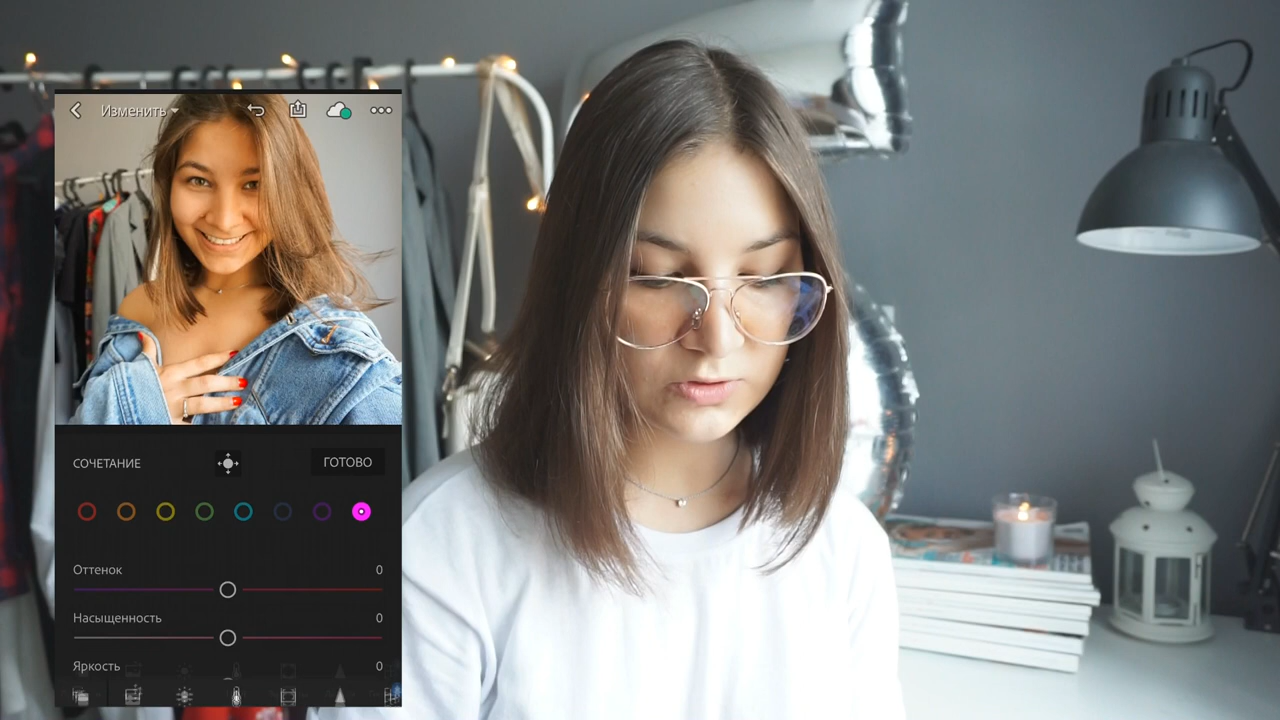 Изменить
СОЧЕТАНИЕ
ГОТОВО
Оттенок 0
Насыщенность 0
Яркость 0